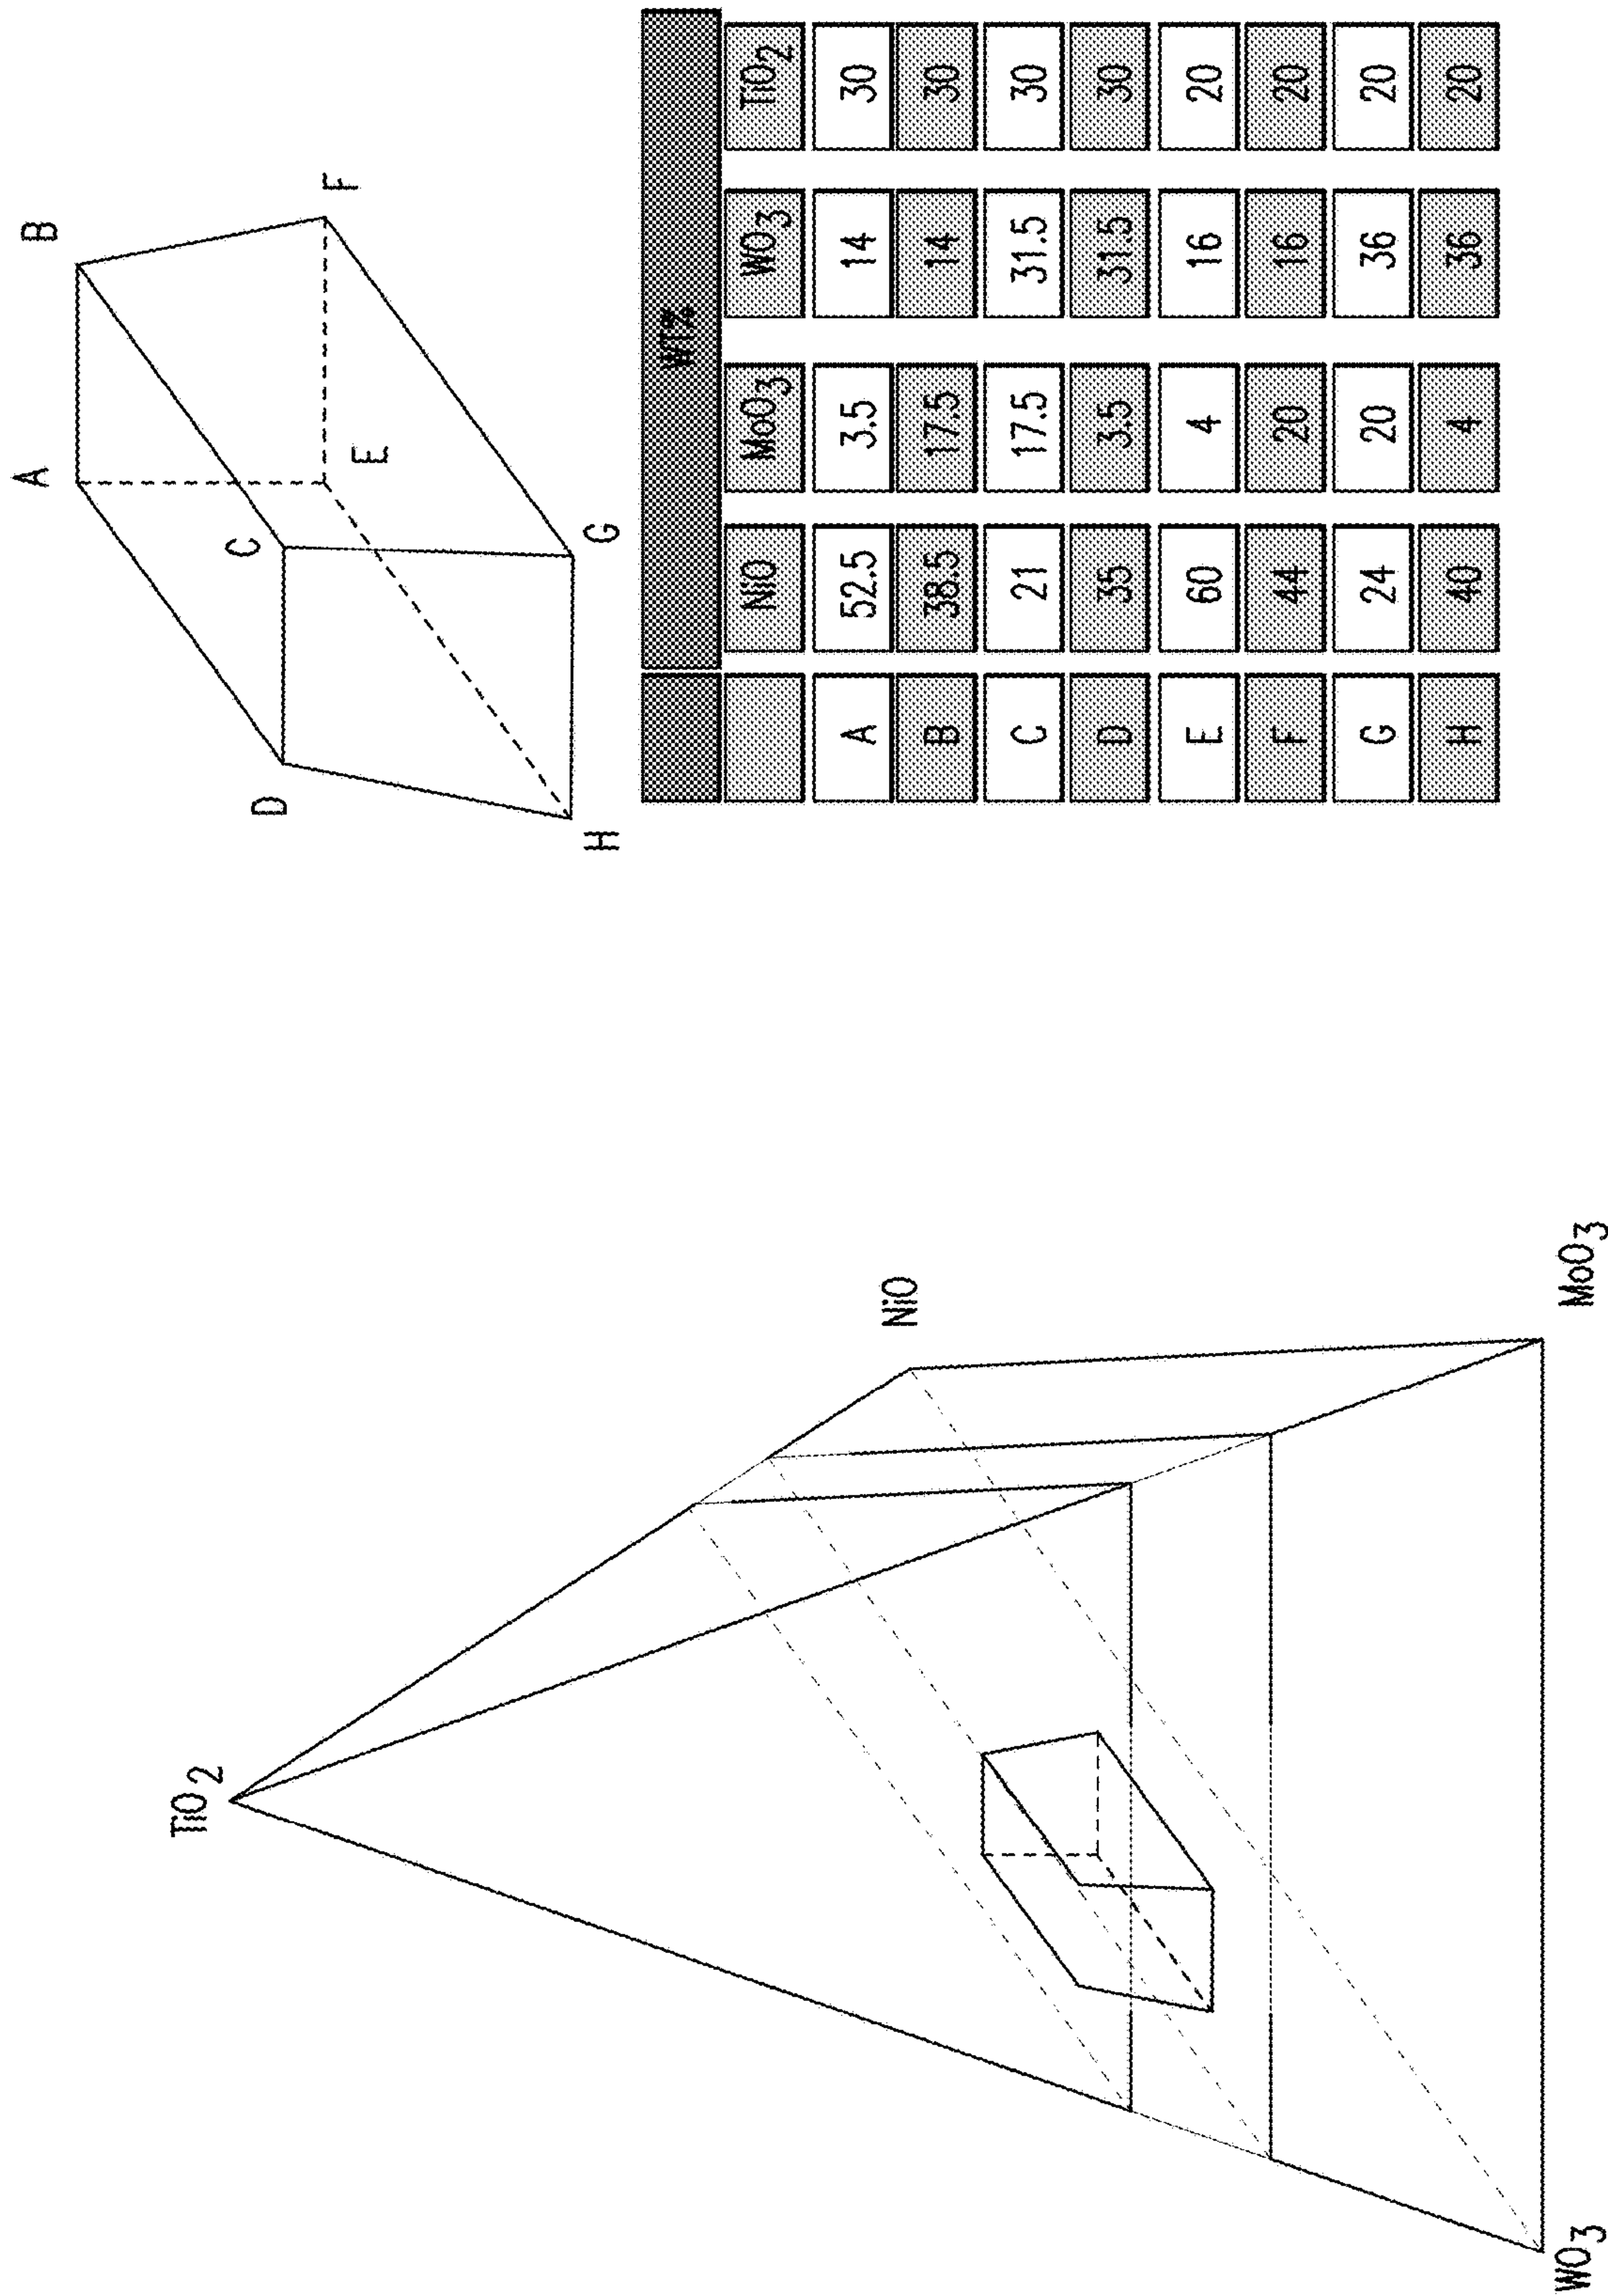 TiO2
NiO
MoO3
WO3
A
B
C
D
E
F
G
H
WT%
NiO MoO3 WO3 TiO2
A 52.5 3.5 14 30
B 38.5 17.5 14 30
C 21 17.5 31.5 30
D 35 3.5 31.5 30
E 60 4 16 20
F 44 20 16 20
G 24 20 36 20
H 40 4 36 20